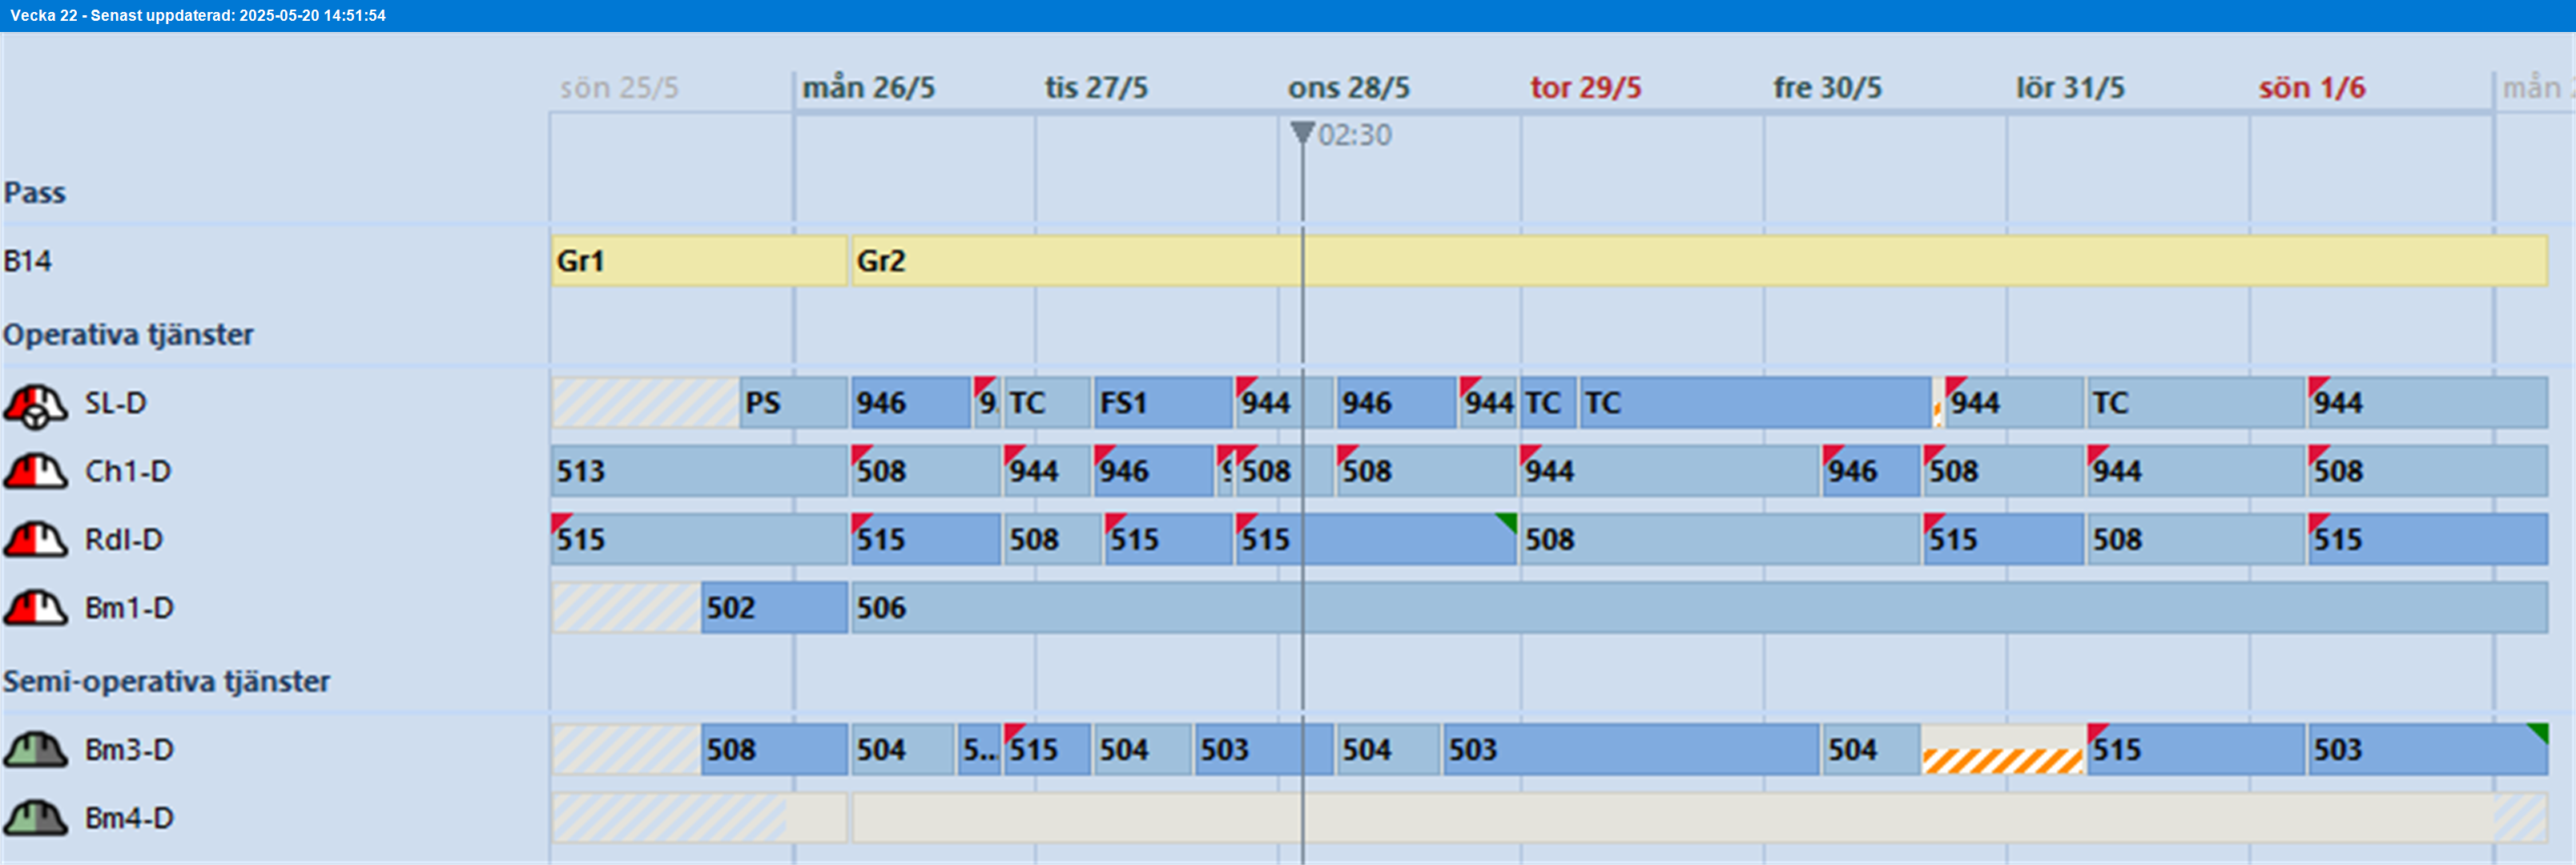 Vecka 22 - Senast uppdaterad: 2025-05-20 14:51:54
sön 25/5 mån 26/5 tis 27/5 ons 28/5 tor 29/5 fre 30/5 lör 31/5 sön 1/6 mån
02:30
Pass
B14 Gr1 Gr2
Operativa tjänster
SL-D PS 946 9. TC FS1 944 946 944 TC TC 944 TC 944
Ch1-D 513 508 944 946 508 508 944 946 508 944 508
Rdl-D 515 515 508 515 515 508 515 508 515
Bm1-D 502 506
Semi-operativa tjänster
Bm3-D 508 504 5... 515 504 503 504 503 504 515 503
Bm4-D